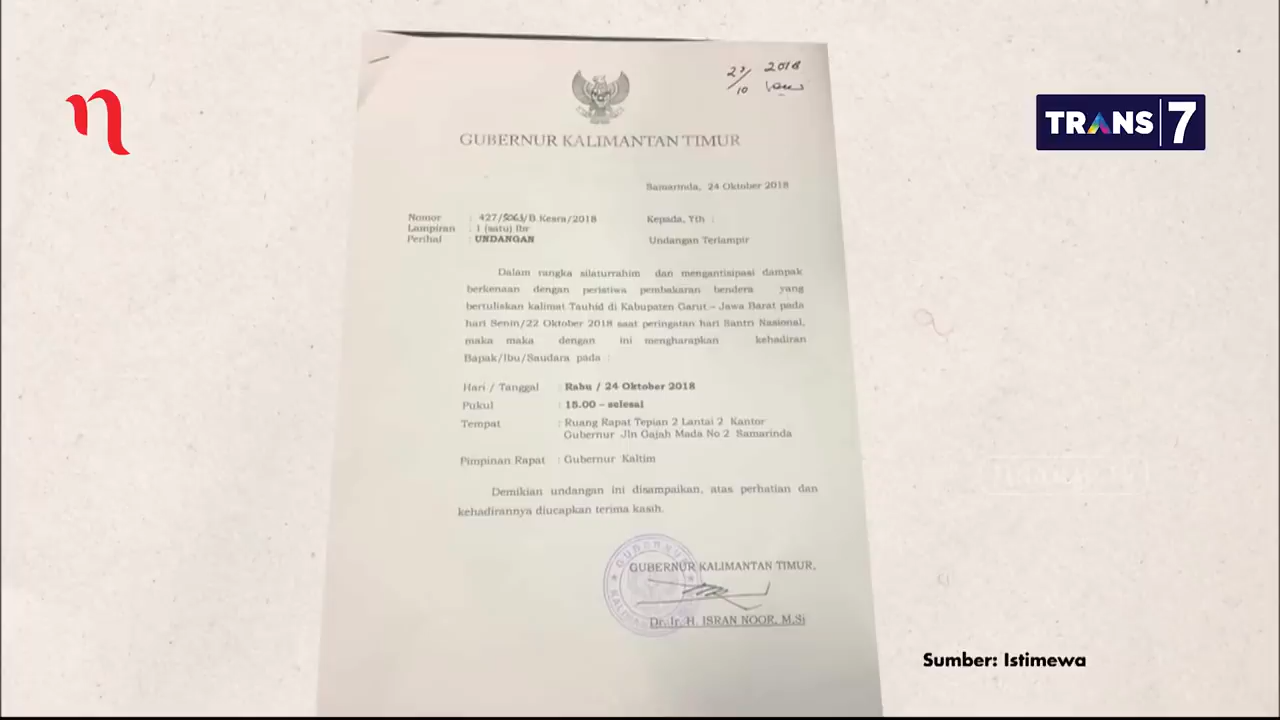 n
TRANS 7
2018
10
GUBERNUR KALIMANTAN TIMUR
Samarinda, 24 Oktober 2018
Nomor : 427/5063/B.Kesra/2018
Kepada, Yth :
Lampiran : 1 (satu) lbr
Perihal : UNDANGAN
Undangan Terlampir
Dalam rangka silaturrahim dan mengantisipasi dampak
berkenaan dengan peristiwa pembakaran bendera yang
bertuliskan kalimat Tauhid di Kabupaten Garut – Jawa Barat pada
hari Senin/22 Oktober 2018 saat peringatan hari Santri Nasional,
maka maka dengan ini mengharapkan kehadiran
Bapak/Ibu/Saudara pada :
Hari / Tanggal : Rabu / 24 Oktober 2018
Pukul : 15.00 – selesai
Tempat : Ruang Rapat Tepian 2 Lantai 2 Kantor
Gubernur Jln Gajah Mada No 2 Samarinda
Pimpinan Rapat : Gubernur Kaltim
Demikian undangan ini disampaikan, atas perhatian dan
kehadirannya diucapkan terima kasih.
GUBERNUR KALIMANTAN TIMUR,
Dr. Ir. H. ISRAN NOOR, M.Si
GUBERNUR
Sumber: Istimewa